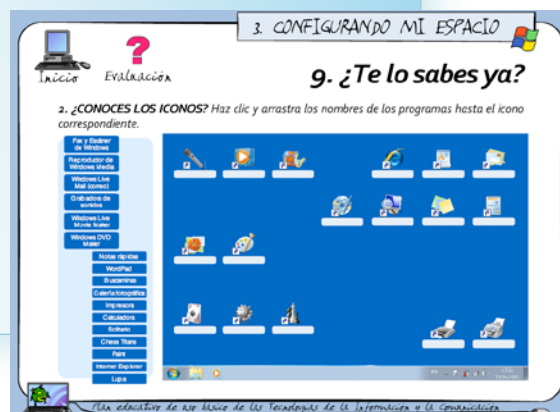 3. CONFIGURANDO MI ESPACIO
Inicio
Evaluación
9. ¿Te lo sabes ya?
2. ¿CONOCES LOS ICONOS? Haz clic y arrastra los nombres de los programas hasta el icono
correspondiente.
Fax y Escáner
de Windows
Reproductor de
Windows Media
Windows Live
Mail (correo)
Grabadora de
sonidos
Windows Live
Movie Maker
Windows DVD
Maker
Notas rápidas
WordPad
Buscaminas
Galería fotográfica
Impresora
Calculadora
Solitario
Chess Titans
Paint
Internet Explorer
Lupa
Plan educativo de uso básico de las Tecnologías de la Información y la Comunicación